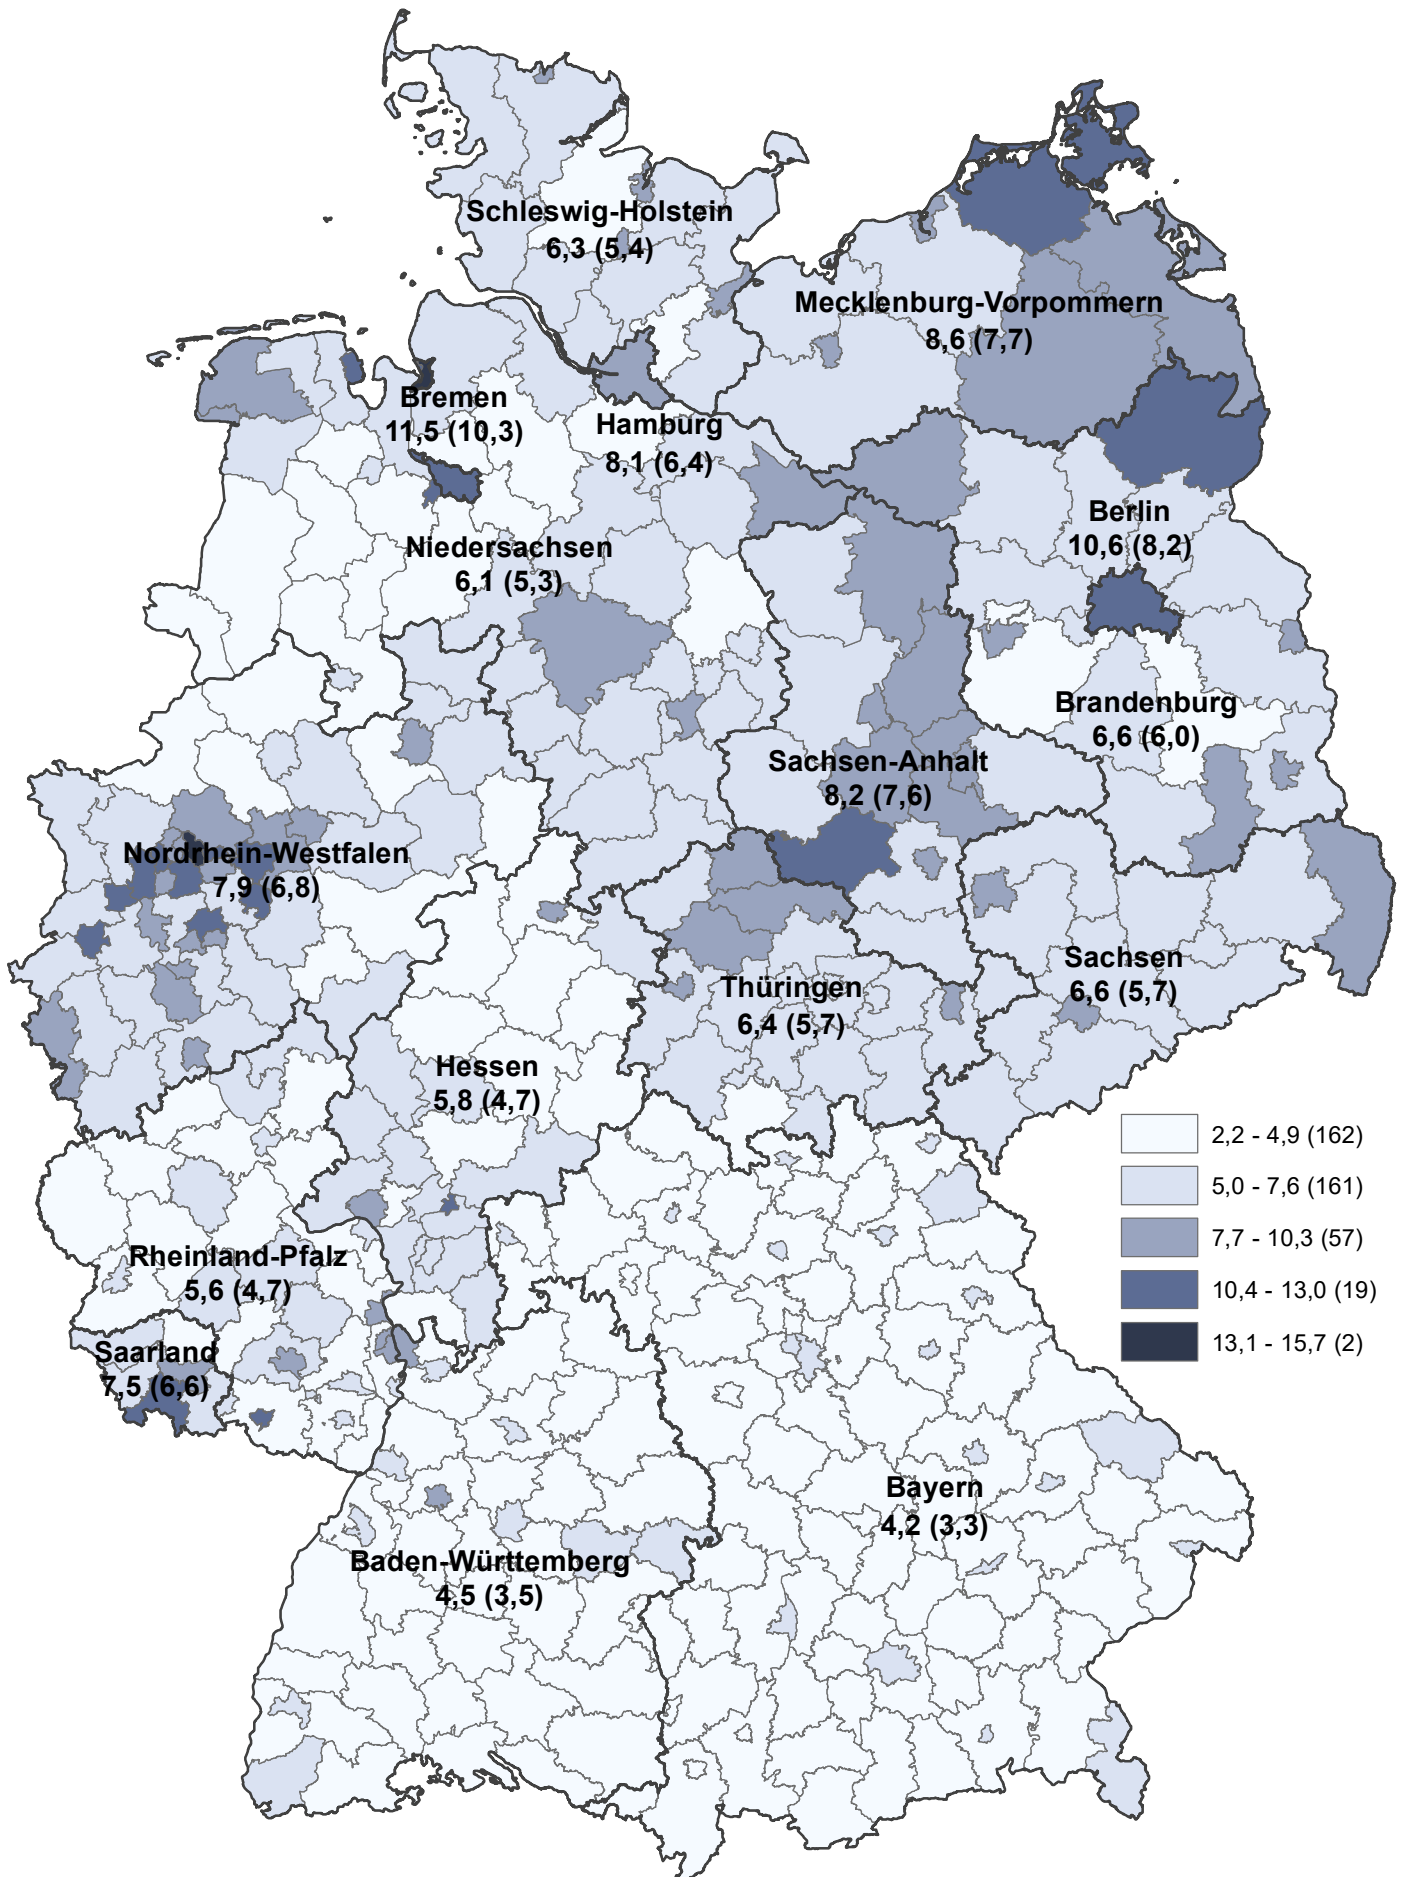 Schleswig-Holstein
6,3 (5,4)
Mecklenburg-Vorpommern
8,6 (7,7)
Bremen
11,5 (10,3)
Hamburg
8,1 (6,4)
Berlin
10,6 (8,2)
Niedersachsen
6,1 (5,3)
Brandenburg
6,6 (6,0)
Sachsen-Anhalt
8,2 (7,6)
Nordrhein-Westfalen
7,9 (6,8)
Sachsen
6,6 (5,7)
Thüringen
6,4 (5,7)
Hessen
5,8 (4,7)
Rheinland-Pfalz
5,6 (4,7)
Saarland
7,5 (6,6)
Bayern
4,2 (3,3)
Baden-Württemberg
4,5 (3,5)
2,2 - 4,9 (162)
5,0 - 7,6 (161)
7,7 - 10,3 (57)
10,4 - 13,0 (19)
13,1 - 15,7 (2)